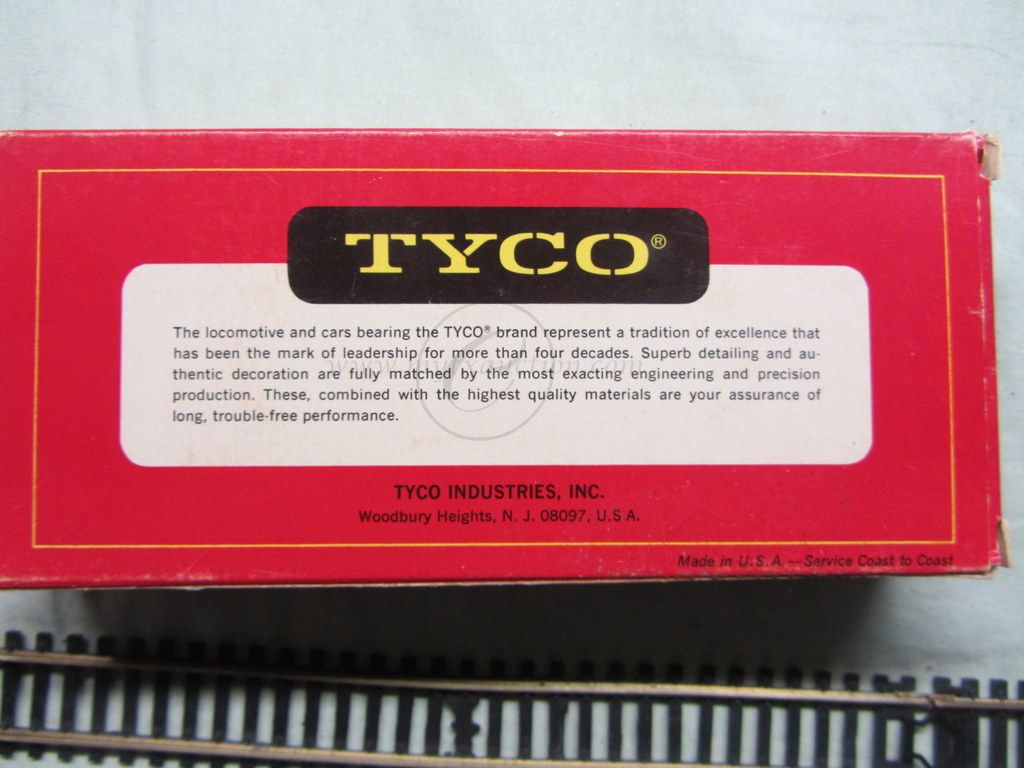 TYCO®
The locomotive and cars bearing the TYCO® brand represent a tradition of excellence that
has been the mark of leadership for more than four decades. Superb detailing and au-
thentic decoration are fully matched by the most exacting engineering and precision
production. These, combined with the highest quality materials are your assurance of
long, trouble-free performance.
TYCO INDUSTRIES, INC.
Woodbury Heights, N. J. 08097, U.S.A.
Made in U.S.A.—Service Coast to Coast